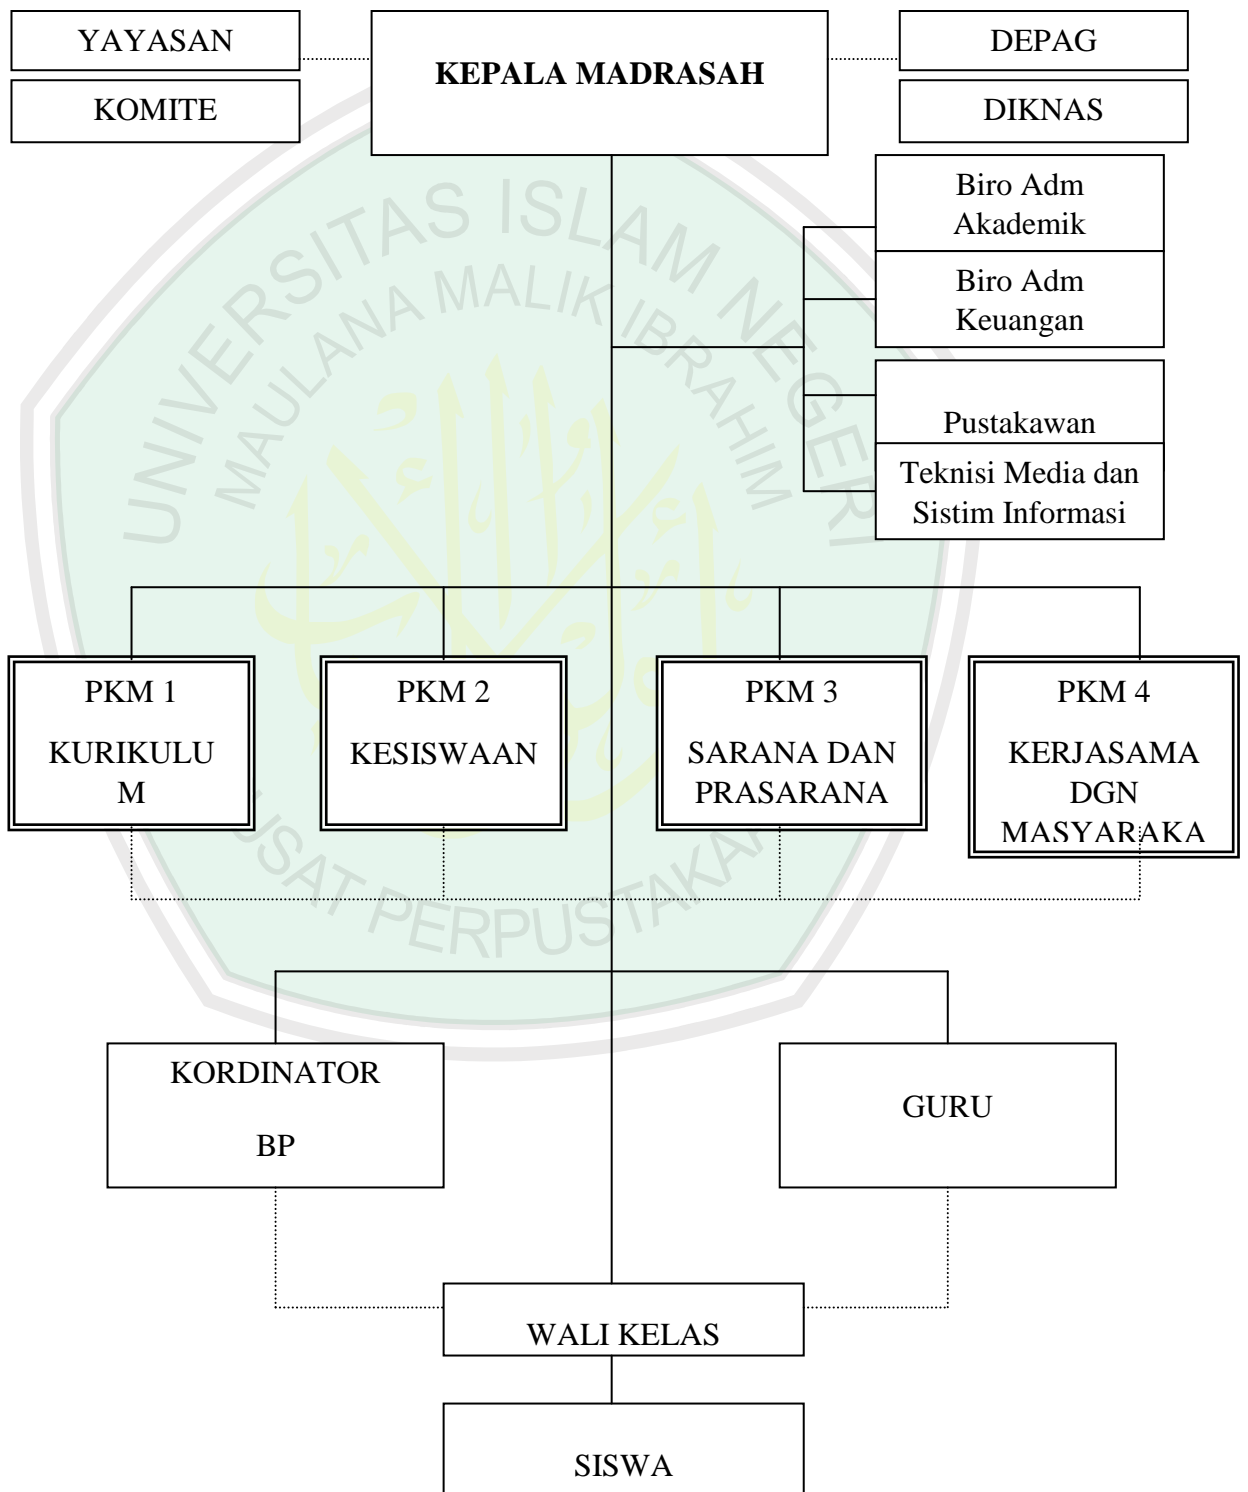 YAYASAN
KEPALA MADRASAH
DEPAG
KOMITE
DIKNAS
Biro Adm
Akademik
Biro Adm
Keuangan
Pustakawan
Teknisi Media dan
Sistim Informasi
PKM 1
KURIKULU
M
PKM 2
KESISWAAN
PKM 3
SARANA DAN
PRASARANA
PKM 4
KERJASAMA
DGN
MASYARAKA
KORDINATOR
BP
GURU
WALI KELAS
SISWA
UNIVERSITAS ISLAM NEGERI
MAULANA MALIK IBRAHIM